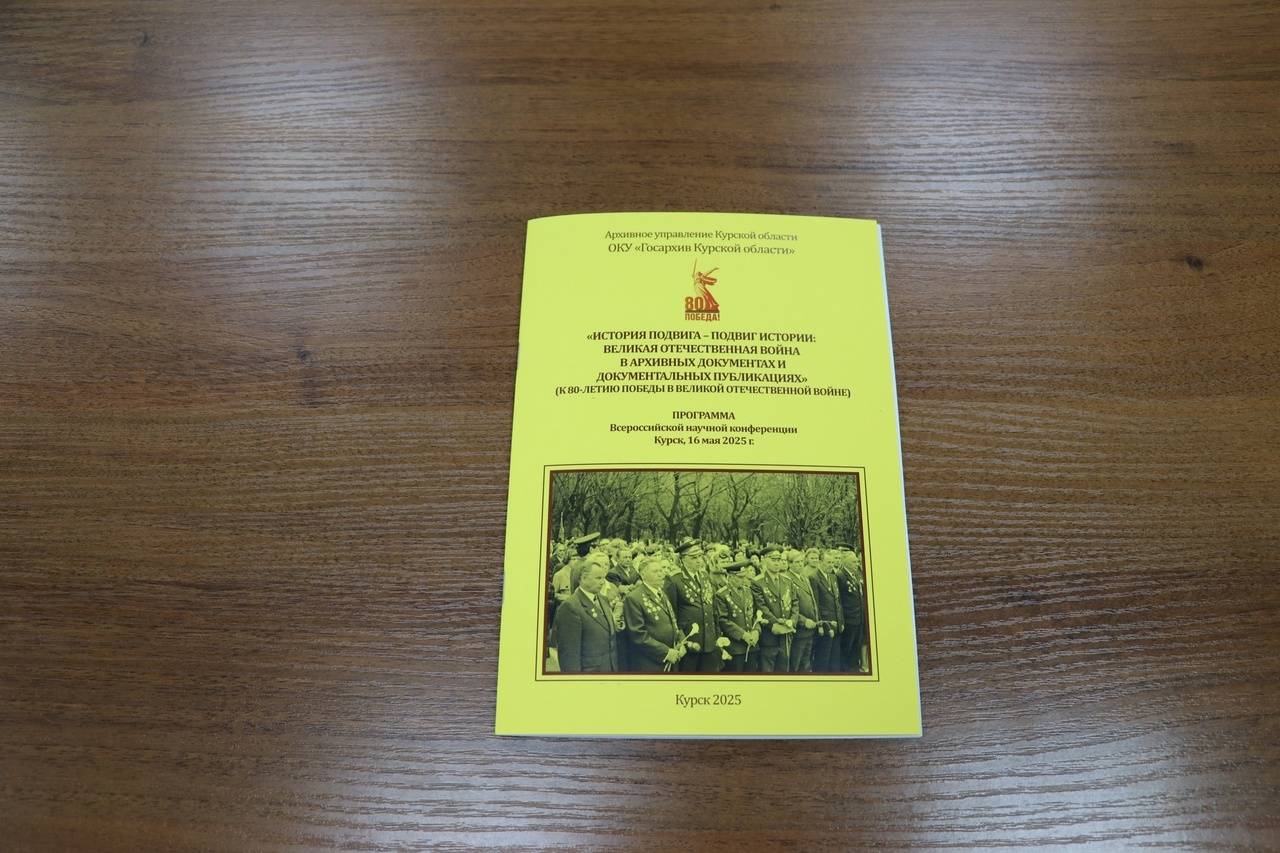 Архивное управление Курской области
ОКУ «Госархив Курской области»
80
ПОБЕДА!
«ИСТОРИЯ ПОДВИГА – ПОДВИГ ИСТОРИИ:
ВЕЛИКАЯ ОТЕЧЕСТВЕННАЯ ВОЙНА
В АРХИВНЫХ ДОКУМЕНТАХ И
ДОКУМЕНТАЛЬНЫХ ПУБЛИКАЦИЯХ»
(К 80-ЛЕТИЮ ПОБЕДЫ В ВЕЛИКОЙ ОТЕЧЕСТВЕННОЙ ВОЙНЕ)
ПРОГРАММА
Всероссийской научной конференции
Курск, 16 мая 2025 г.
Курск 2025